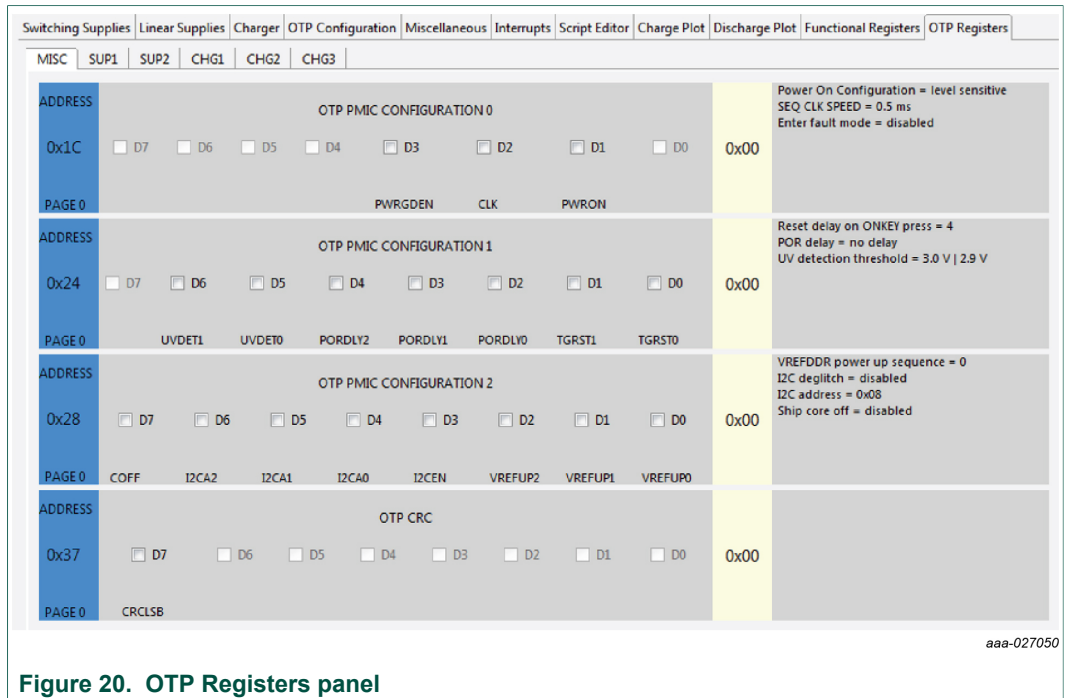 Switching Supplies Linear Supplies Charger OTP Configuration Miscellaneous Interrupts Script Editor Charge Plot Discharge Plot Functional Registers OTP Registers
MISC SUP1 SUP2 CHG1 CHG2 CHG3
ADDRESS
OTP PMIC CONFIGURATION 0
Power On Configuration = level sensitive
SEQ CLK SPEED = 0.5 ms
Enter fault mode = disabled
0x1C D7 D6 D5 D4 D3 D2 D1 D0 0x00
PAGE 0 PWRGDEN CLK PWRON
ADDRESS
OTP PMIC CONFIGURATION 1
Reset delay on ONKEY press = 4
POR delay = no delay
UV detection threshold = 3.0 V | 2.9 V
0x24 D7 D6 D5 D4 D3 D2 D1 D0 0x00
PAGE 0 UVDET1 UVDET0 PORDLY2 PORDLY1 PORDLY0 TGRST1 TGRST0
ADDRESS
OTP PMIC CONFIGURATION 2
VREFDDR power up sequence = 0
I2C deglitch = disabled
I2C address = 0x08
Ship core off = disabled
0x28 D7 D6 D5 D4 D3 D2 D1 D0 0x00
PAGE 0 COFF I2CA2 I2CA1 I2CA0 I2CEN VREFUP2 VREFUP1 VREFUP0
ADDRESS
OTP CRC
0x37 D7 D6 D5 D4 D3 D2 D1 D0 0x00
PAGE 0 CRCLSB
aaa-027050
Figure 20. OTP Registers panel